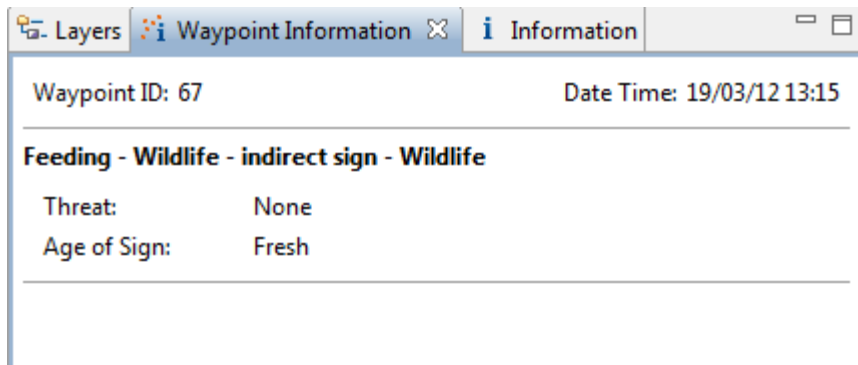 Layers Waypoint Information Information
Waypoint ID: 67 Date Time: 19/03/12 13:15
Feeding - Wildlife - indirect sign - Wildlife
Threat: None
Age of Sign: Fresh